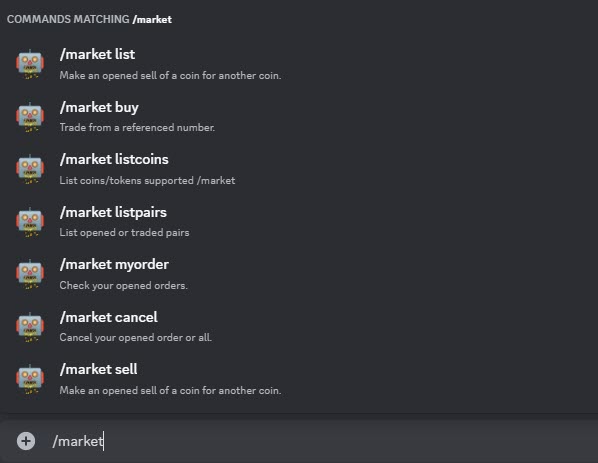 COMMANDS MATCHING /market
/market list
Make an opened sell of a coin for another coin.
/market buy
Trade from a referenced number.
/market listcoins
List coins/tokens supported /market
/market listpairs
List opened or traded pairs
/market myorder
Check your opened orders.
/market cancel
Cancel your opened order or all.
/market sell
Make an opened sell of a coin for another coin.
/market